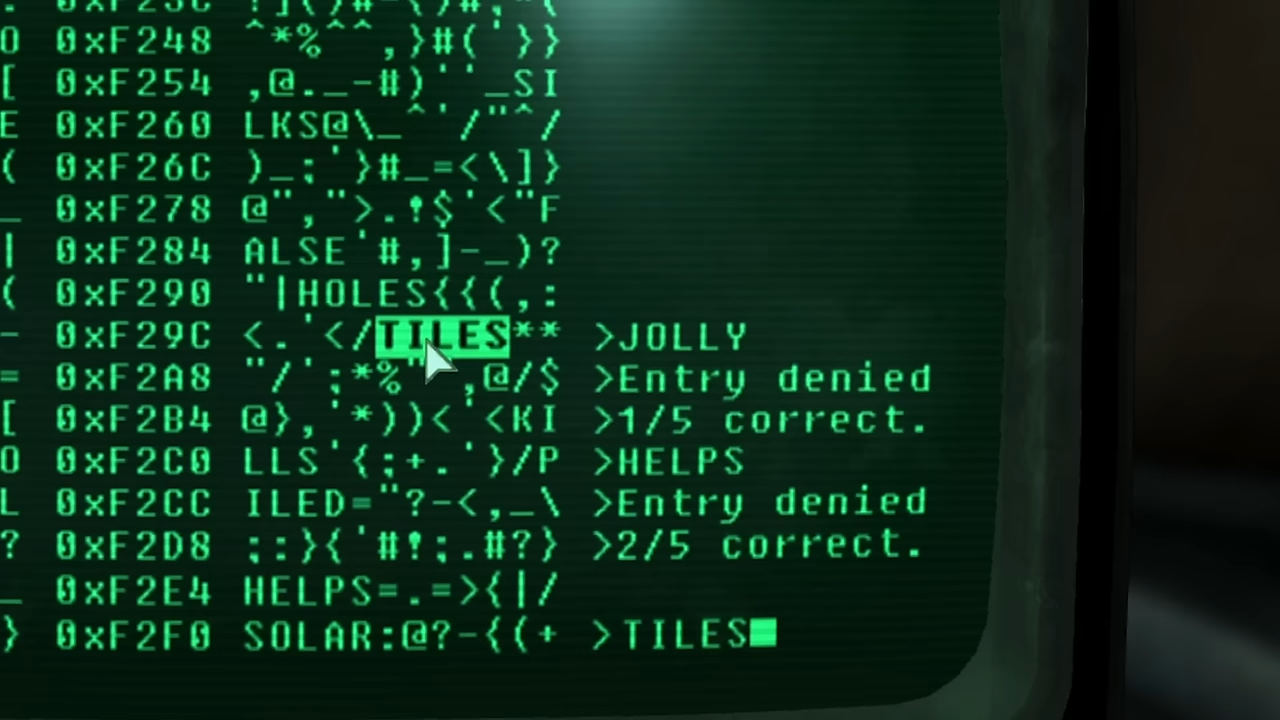 O 0xF248 ^*%^^,}#('}}
[ 0xF254 ,@._-#)''_SI
E 0xF260 LKS@\_^'/"^/
( 0xF26C )_;'}#_=<\]}
_ 0xF278 @",">.!$'<"F
| 0xF284 ALSE'#,]-_)?
( 0xF290 "|HOLES{{(,:
- 0xF29C <.'</TILES** >JOLLY
= 0xF2A8 "/';*%",@/$ >Entry denied
[ 0xF2B4 @},'*))<'<KI >1/5 correct.
O 0xF2C0 LLS'{;+.'}/P >HELPS
L 0xF2CC ILED="?-<,_\ >Entry denied
? 0xF2D8 ;:}{'#!;.#?} >2/5 correct.
_ 0xF2E4 HELPS=.=>{|/
} 0xF2F0 SOLAR:@?-{(+ >TILES